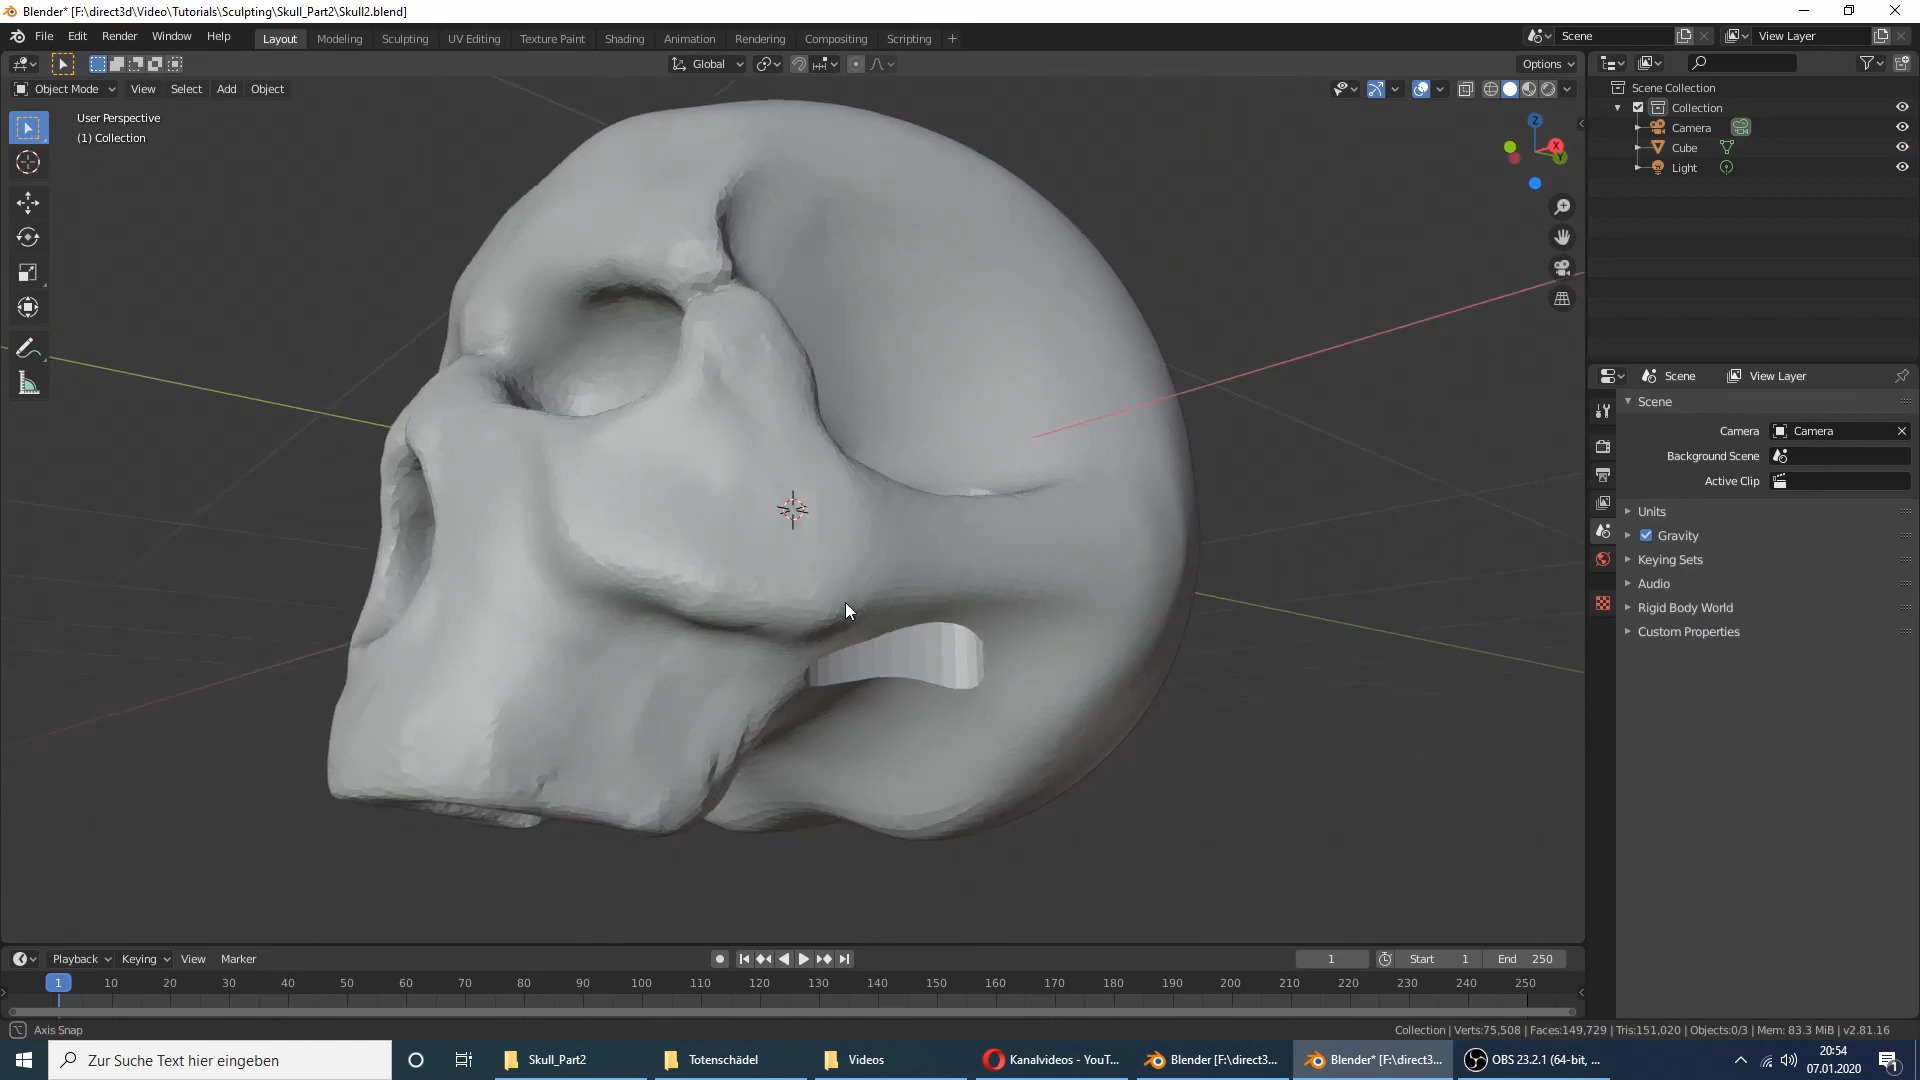 Blender* [F:\direct3d\Video\Tutorials\Sculpting\Skull_Part2\Skull2.blend]
File Edit Render Window Help Layout Modeling Sculpting UV Editing Texture Paint Shading Animation Rendering Compositing Scripting + Scene View Layer
Global Options
Object Mode View Select Add Object
User Perspective
(1) Collection
Z
X
Y
Scene Collection
Collection
Camera
Cube
Light
Scene View Layer
Scene
Camera Camera
Background Scene
Active Clip
Units
Gravity
Keying Sets
Audio
Rigid Body World
Custom Properties
Playback Keying View Marker 1 Start 1 End 250
1 10 20 30 40 50 60 70 80 90 100 110 120 130 140 150 160 170 180 190 200 210 220 230 240 250
Axis Snap Collection | Verts:75,508 | Faces:149,729 | Tris:151,020 | Objects:0/3 | Mem: 83.3 MiB | v2.81.16
Zur Suche Text hier eingeben Skull_Part2 Totenschädel Videos Kanalvideos - YouT... Blender [F:\direct3... Blender* [F:\direct3... OBS 23.2.1 (64-bit, ... 20:54
07.01.2020 1